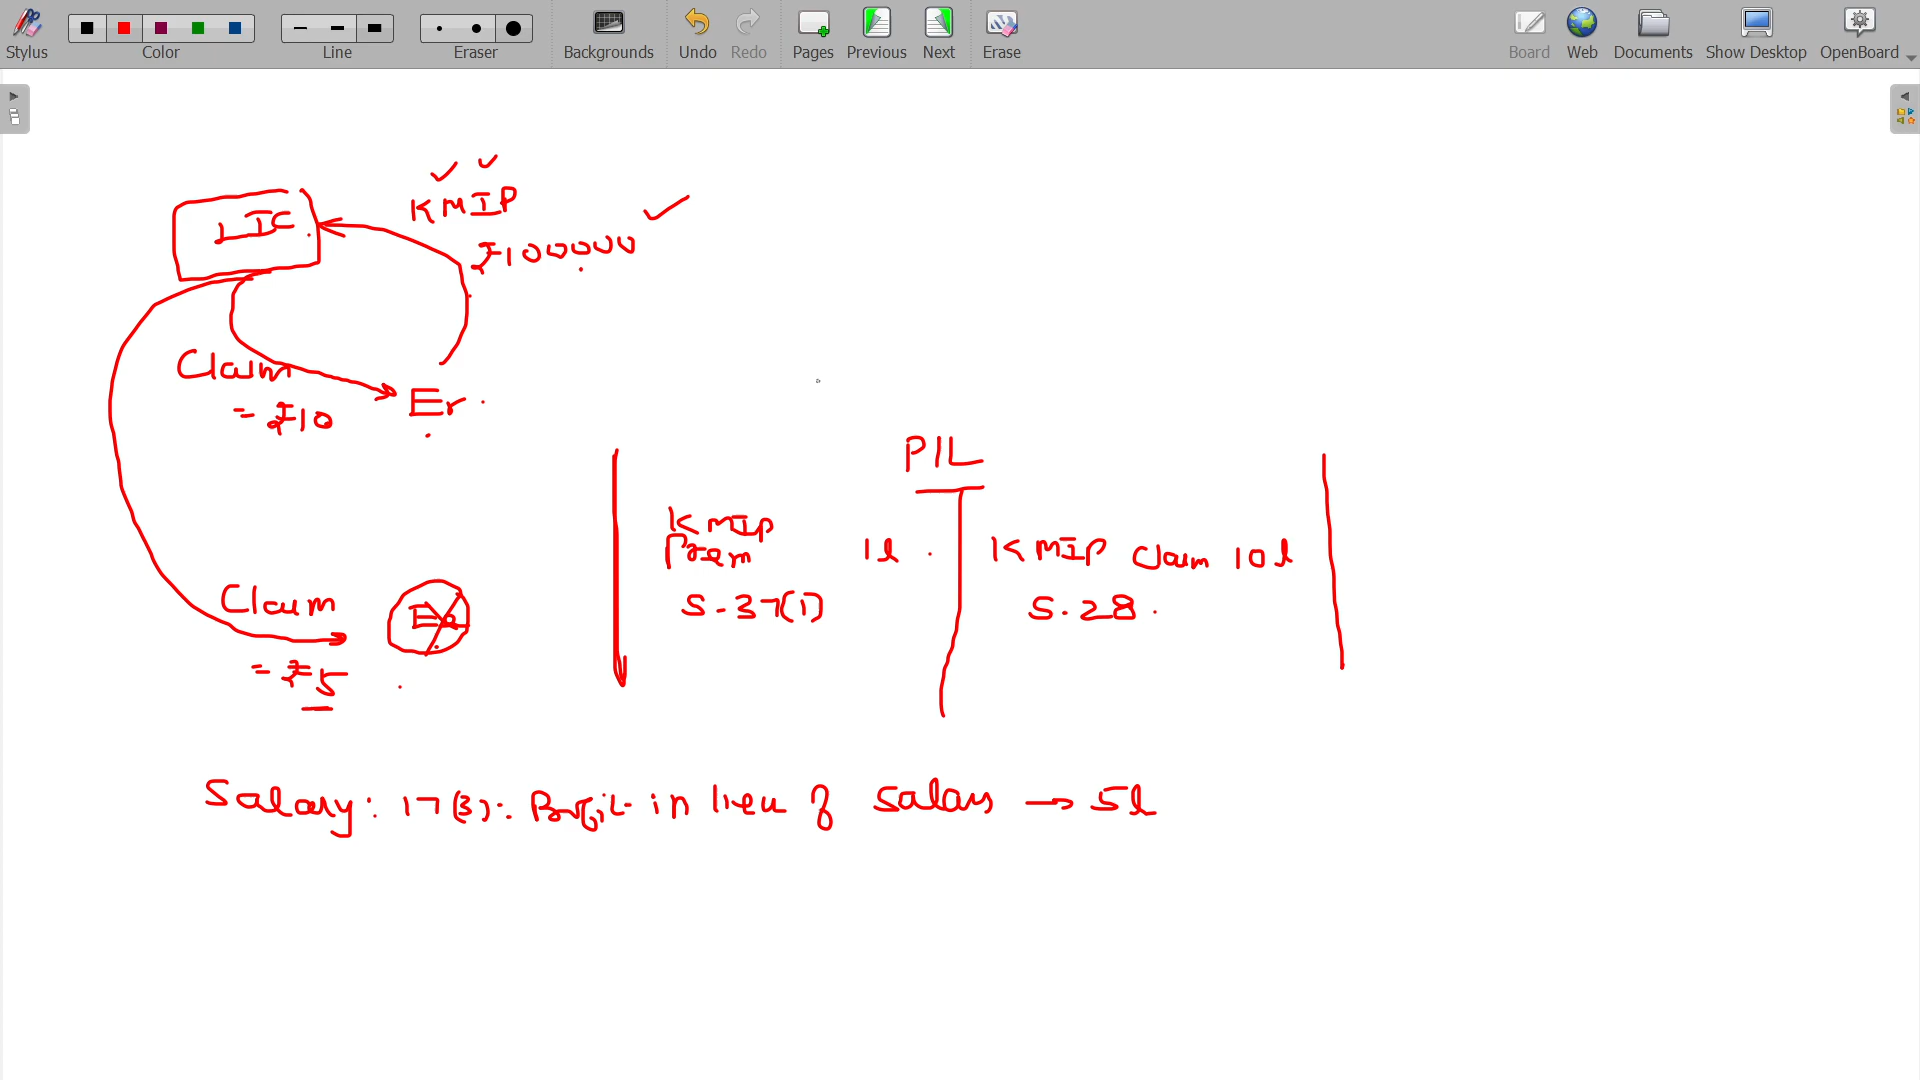 Stylus Color Line Eraser Backgrounds Undo Redo Pages Previous Next Erase Board Web Documents Show Desktop OpenBoard
KMIP
LIC
₹100000
Claim
= ₹10
Er
PIL
KMIP
Prem 1l
KMIP Claim 10l
S. 37(1)
S. 28
Claim
= ₹5
Salary: 17(3): Profit in lieu of salary → 5l